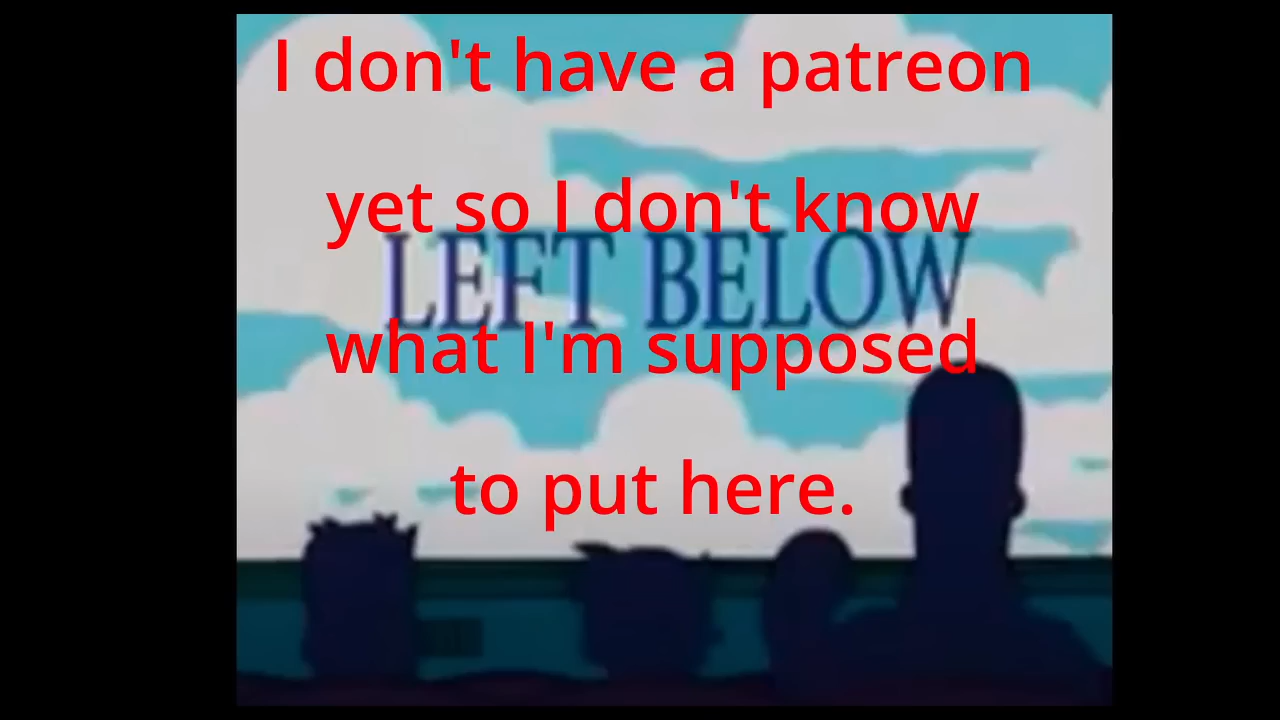 I don't have a patreon
yet so I don't know
LEFT BELOW
what I'm supposed
to put here.